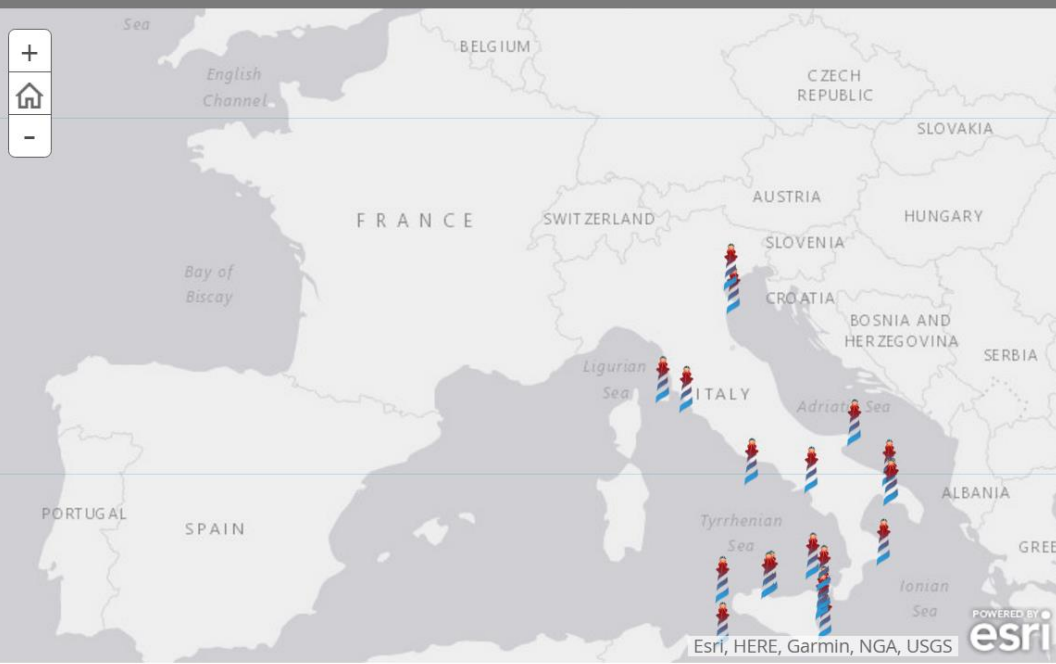 Sea
+
-
BELGIUM
English
Channel
CZECH
REPUBLIC
SLOVAKIA
AUSTRIA
FRANCE
SWITZERLAND
HUNGARY
SLOVENIA
Bay of
Biscay
CROATIA
BOSNIA AND
HERZEGOVINA
SERBIA
Ligurian
Sea
ITALY
Adriatic Sea
ALBANIA
PORTUGAL
SPAIN
Tyrrhenian
Sea
GREE
Ionian
Sea
POWERED BY
esri
Esri, HERE, Garmin, NGA, USGS